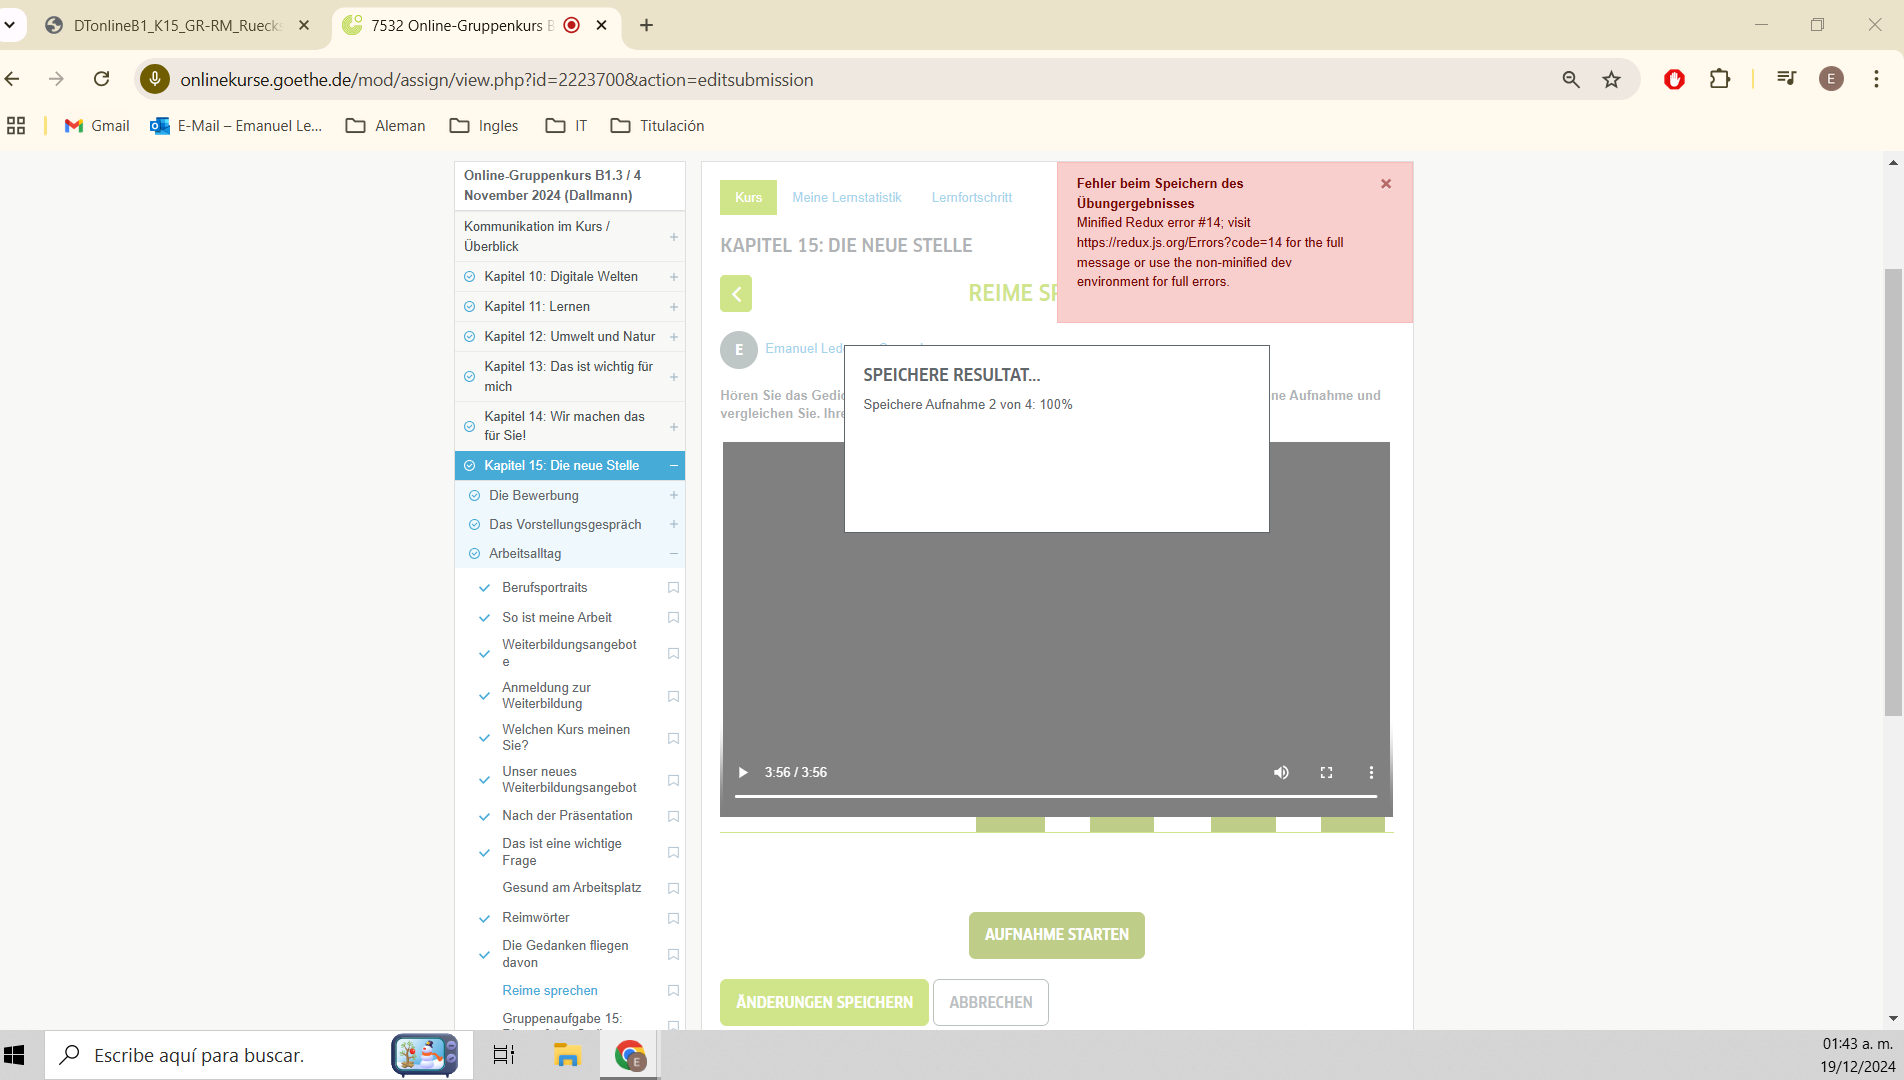 DTonlineB1_K15_GR-RM_Ruecks
7532 Online-Gruppenkurs B
onlinekurse.goethe.de/mod/assign/view.php?id=2223700&action=editsubmission
E
Gmail
E-Mail – Emanuel Le...
Aleman
Ingles
IT
Titulación
Online-Gruppenkurs B1.3 / 4
November 2024 (Dallmann)
Kommunikation im Kurs /
Überblick
Kapitel 10: Digitale Welten
Kapitel 11: Lernen
Kapitel 12: Umwelt und Natur
Kapitel 13: Das ist wichtig für
mich
Kapitel 14: Wir machen das
für Sie!
Kapitel 15: Die neue Stelle
Die Bewerbung
Das Vorstellungsgespräch
Arbeitsalltag
Berufsportraits
So ist meine Arbeit
Weiterbildungsangebot
e
Anmeldung zur
Weiterbildung
Welchen Kurs meinen
Sie?
Unser neues
Weiterbildungsangebot
Nach der Präsentation
Das ist eine wichtige
Frage
Gesund am Arbeitsplatz
Reimwörter
Die Gedanken fliegen
davon
Reime sprechen
Gruppenaufgabe 15:
Kurs
Meine Lernstatistik
Lernfortschritt
KAPITEL 15: DIE NEUE STELLE
REIME SP
Fehler beim Speichern des
Übungergebnisses
Minified Redux error #14; visit
https://redux.js.org/Errors?code=14 for the full
message or use the non-minified dev
environment for full errors.
E
Emanuel Led
Hören Sie das Gedic
ne Aufnahme und
vergleichen Sie. Ihre
SPEICHERE RESULTAT...
Speichere Aufnahme 2 von 4: 100%
3:56 / 3:56
AUFNAHME STARTEN
ÄNDERUNGEN SPEICHERN
ABBRECHEN
Escribe aquí para buscar.
E
01:43 a. m.
19/12/2024